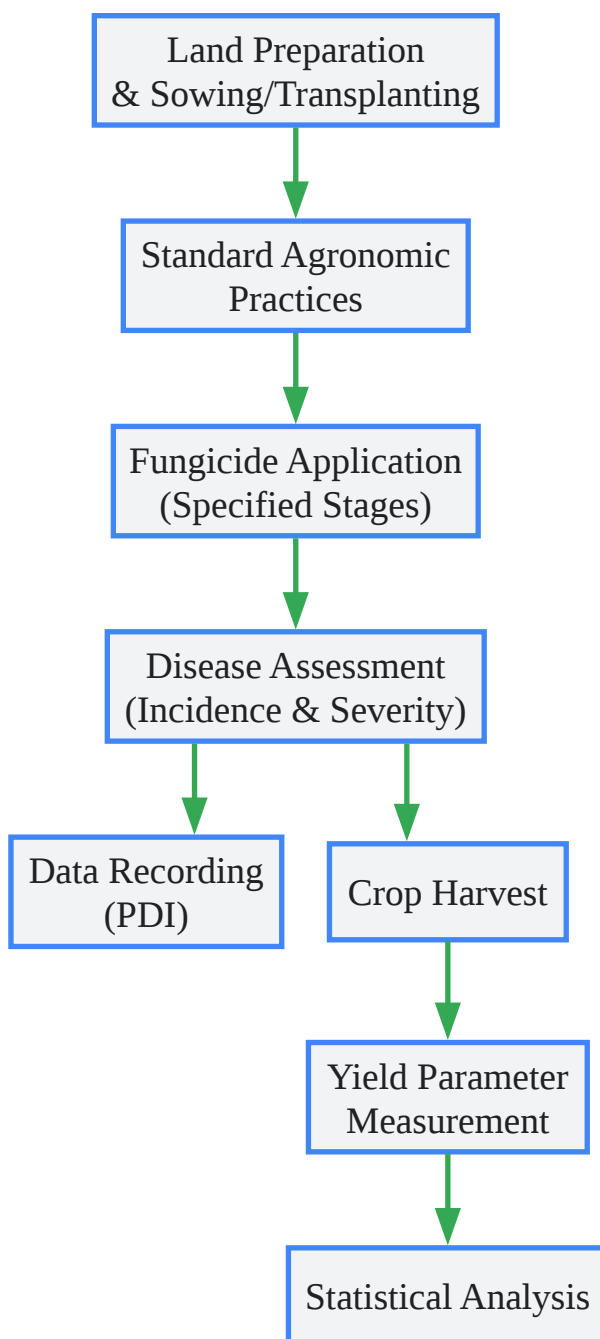 Land Preparation
& Sowing/Transplanting
Standard Agronomic
Practices
Fungicide Application
(Specified Stages)
Disease Assessment
(Incidence & Severity)
Data Recording
(PDI)
Crop Harvest
Yield Parameter
Measurement
Statistical Analysis